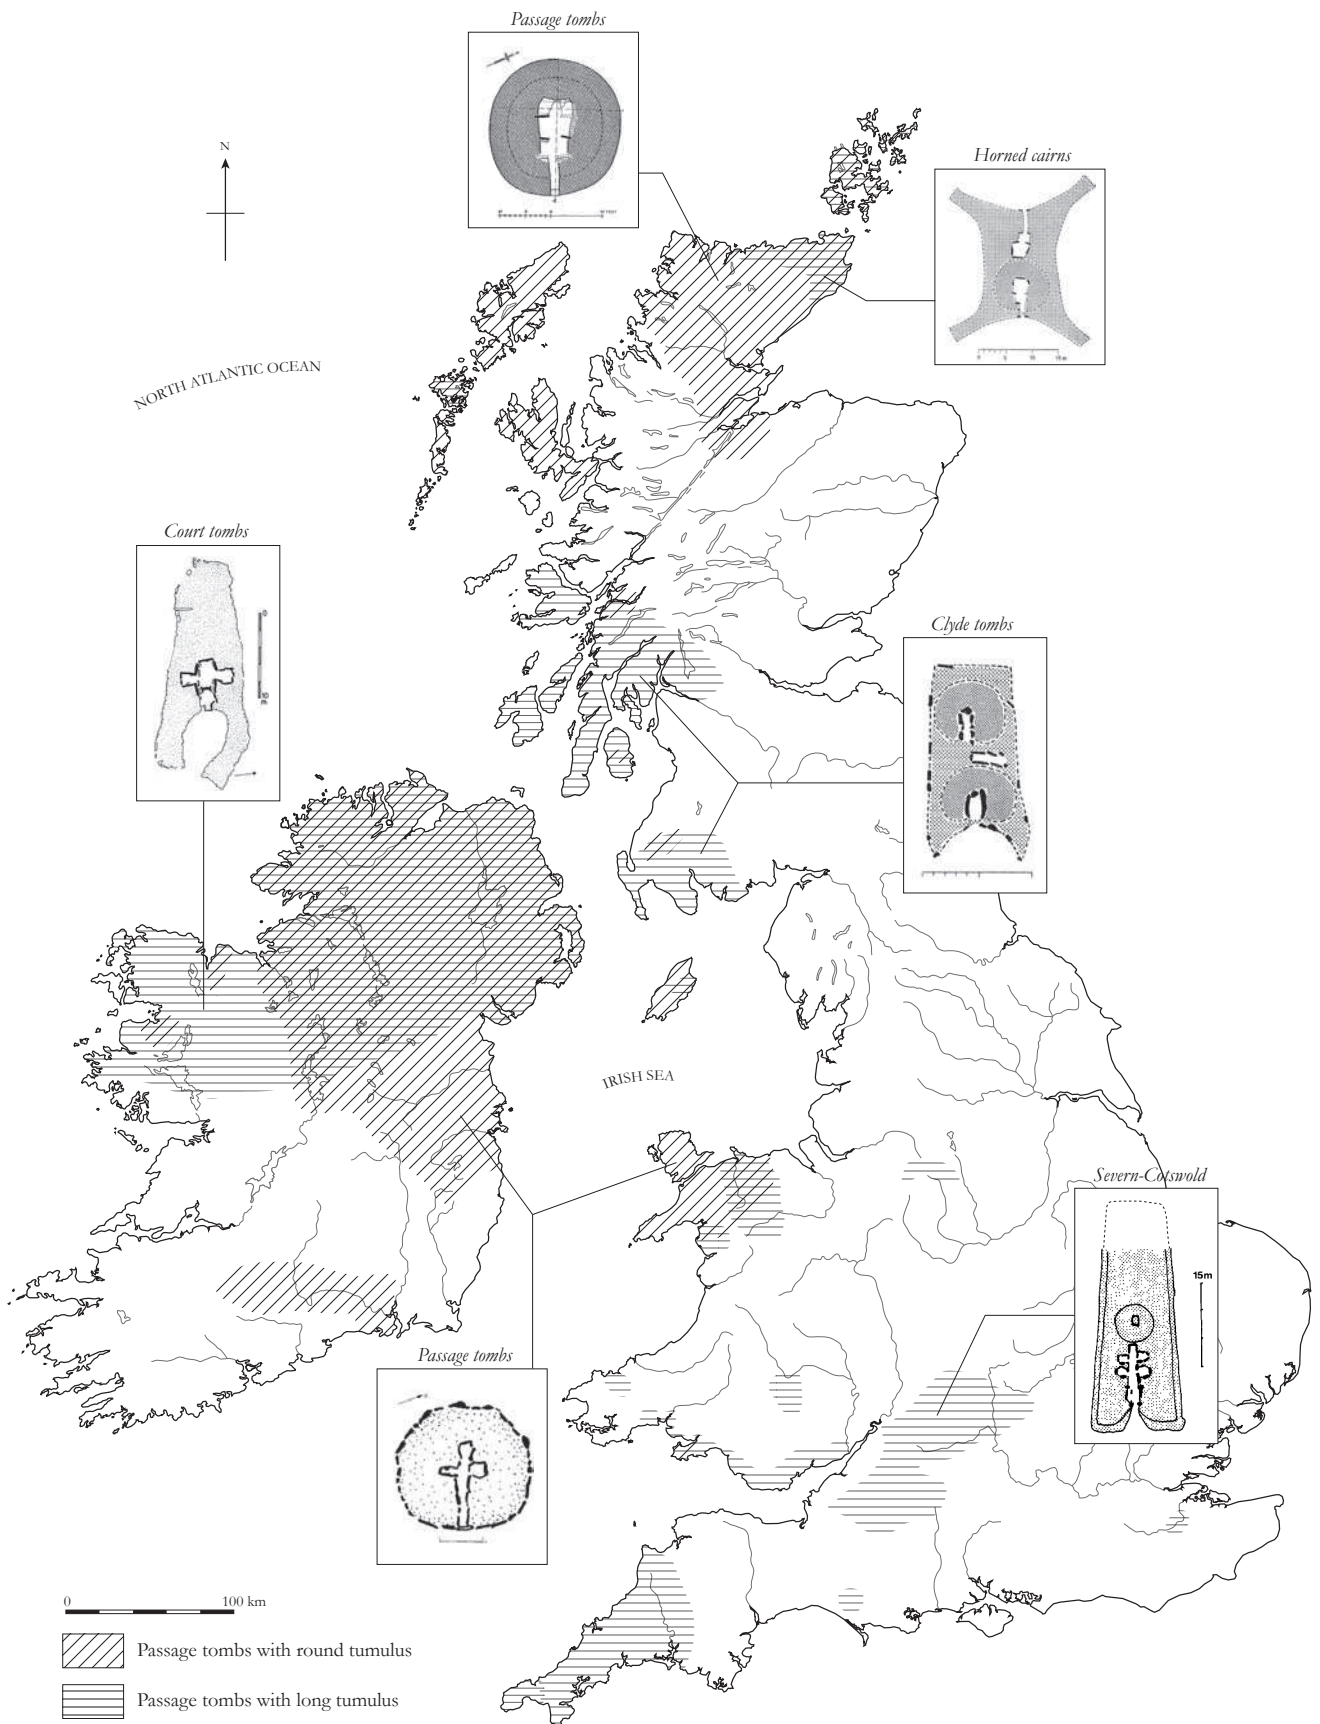 Passage tombs
N
Horned cairns
NORTH ATLANTIC OCEAN
Court tombs
Clyde tombs
IRISH SEA
Severn-Cotswold
15m
Passage tombs
0 100 km
Passage tombs with round tumulus
Passage tombs with long tumulus